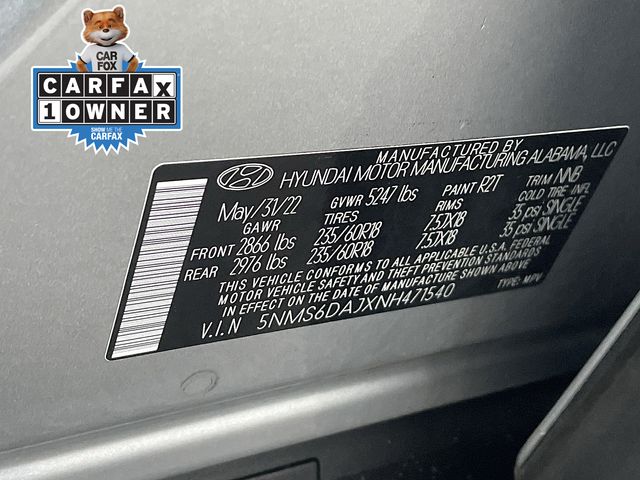 CAR
FOX
CARFAX
1 OWNER
SHOW ME THE
CARFAX
MANUFACTURED BY
HYUNDAI MOTOR MANUFACTURING ALABAMA, LLC
May/31/22 GVWR 5247 lbs PAINT R2T TRIM NNB
GAWR TIRES RIMS COLD TIRE INFL
FRONT 2866 lbs 235/60R18 7.5JX18 35 psi SINGLE
REAR 2976 lbs 235/60R18 7.5JX18 35 psi SINGLE
THIS VEHICLE CONFORMS TO ALL APPLICABLE U.S.A. FEDERAL
MOTOR VEHICLE SAFETY AND THEFT PREVENTION STANDARDS
IN EFFECT ON THE DATE OF MANUFACTURE SHOWN ABOVE
V.I.N 5NMS6DAJXNH471540 TYPE: MPV